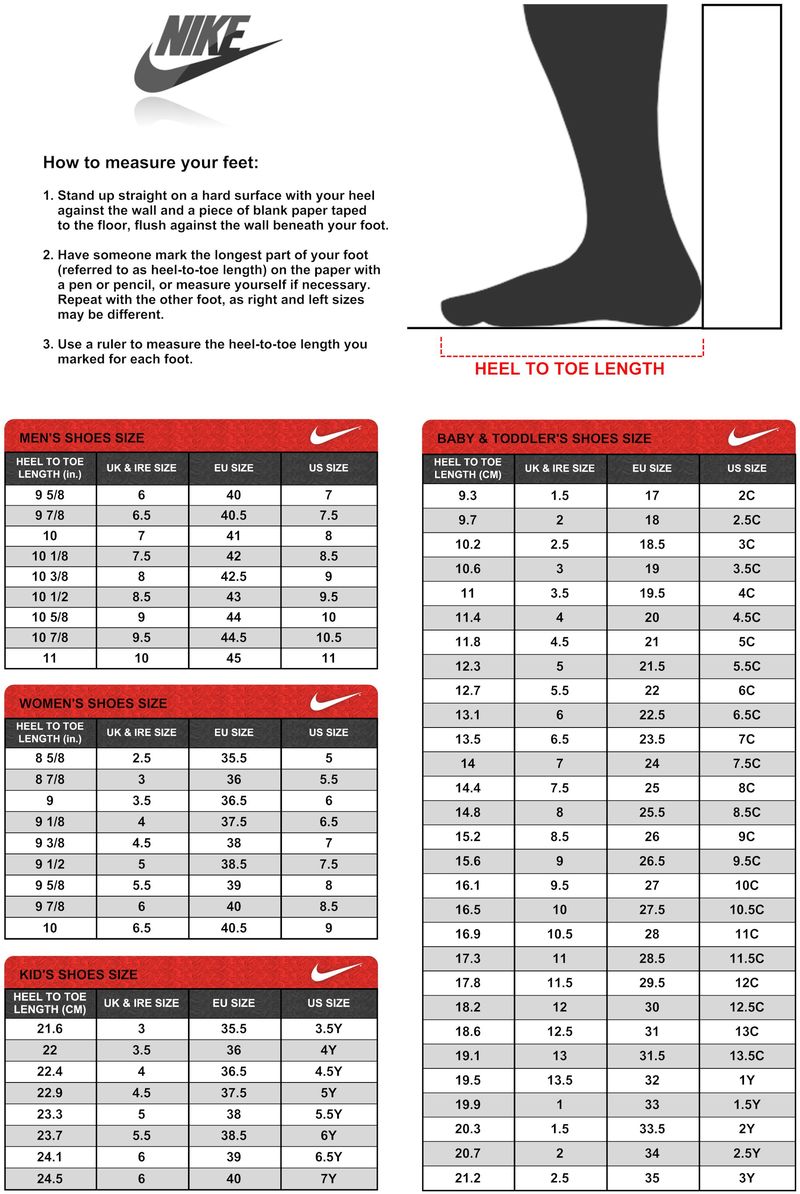 NIKE
How to measure your feet:
1. Stand up straight on a hard surface with your heel
against the wall and a piece of blank paper taped
to the floor, flush against the wall beneath your foot.
2. Have someone mark the longest part of your foot
(referred to as heel-to-toe length) on the paper with
a pen or pencil, or measure yourself if necessary.
Repeat with the other foot, as right and left sizes
may be different.
3. Use a ruler to measure the heel-to-toe length you
marked for each foot.
HEEL TO TOE LENGTH
MEN'S SHOES SIZE
HEEL TO TOE LENGTH (in.) UK & IRE SIZE EU SIZE US SIZE
9 5/8 6 40 7
9 7/8 6.5 40.5 7.5
10 7 41 8
10 1/8 7.5 42 8.5
10 3/8 8 42.5 9
10 1/2 8.5 43 9.5
10 5/8 9 44 10
10 7/8 9.5 44.5 10.5
11 10 45 11
WOMEN'S SHOES SIZE
HEEL TO TOE LENGTH (in.) UK & IRE SIZE EU SIZE US SIZE
8 5/8 2.5 35.5 5
8 7/8 3 36 5.5
9 3.5 36.5 6
9 1/8 4 37.5 6.5
9 3/8 4.5 38 7
9 1/2 5 38.5 7.5
9 5/8 5.5 39 8
9 7/8 6 40 8.5
10 6.5 40.5 9
KID'S SHOES SIZE
HEEL TO TOE LENGTH (CM) UK & IRE SIZE EU SIZE US SIZE
21.6 3 35.5 3.5Y
22 3.5 36 4Y
22.4 4 36.5 4.5Y
22.9 4.5 37.5 5Y
23.3 5 38 5.5Y
23.7 5.5 38.5 6Y
24.1 6 39 6.5Y
24.5 6 40 7Y
BABY & TODDLER'S SHOES SIZE
HEEL TO TOE LENGTH (CM) UK & IRE SIZE EU SIZE US SIZE
9.3 1.5 17 2C
9.7 2 18 2.5C
10.2 2.5 18.5 3C
10.6 3 19 3.5C
11 3.5 19.5 4C
11.4 4 20 4.5C
11.8 4.5 21 5C
12.3 5 21.5 5.5C
12.7 5.5 22 6C
13.1 6 22.5 6.5C
13.5 6.5 23.5 7C
14 7 24 7.5C
14.4 7.5 25 8C
14.8 8 25.5 8.5C
15.2 8.5 26 9C
15.6 9 26.5 9.5C
16.1 9.5 27 10C
16.5 10 27.5 10.5C
16.9 10.5 28 11C
17.3 11 28.5 11.5C
17.8 11.5 29.5 12C
18.2 12 30 12.5C
18.6 12.5 31 13C
19.1 13 31.5 13.5C
19.5 13.5 32 1Y
19.9 1 33 1.5Y
20.3 1.5 33.5 2Y
20.7 2 34 2.5Y
21.2 2.5 35 3Y